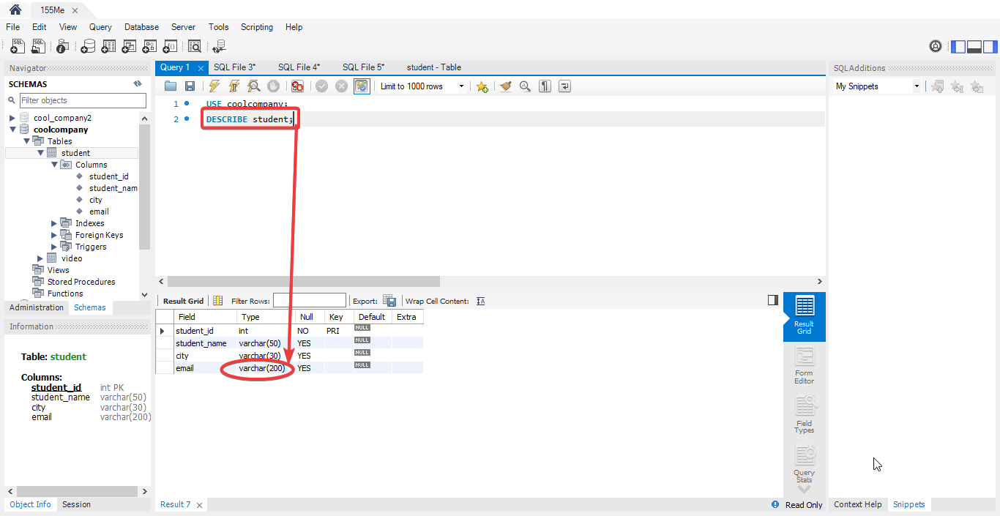 155Me
File Edit View Query Database Server Tools Scripting Help
Navigator
SCHEMAS
Filter objects
cool_company2
coolcompany
Tables
student
Columns
student_id
student_nam
city
email
Indexes
Foreign Keys
Triggers
video
Views
Stored Procedures
Functions
Administration Schemas
Information
Table: student
Columns:
student_id int PK
student_name varchar(50)
city varchar(30)
email varchar(200)
Object Info Session
Query 1 SQL File 3* SQL File 4* SQL File 5* student - Table
Limit to 1000 rows
1 USE coolcompany;
2 DESCRIBE student;
Result Grid Filter Rows: Export: Wrap Cell Content:
Field Type Null Key Default Extra
student_id int NO PRI NULL
student_name varchar(50) YES NULL
city varchar(30) YES NULL
email varchar(200) YES NULL
Result
Grid
Form
Editor
Field
Types
Query
Stats
Result 7
Read Only
SQLAdditions
My Snippets
Context Help Snippets